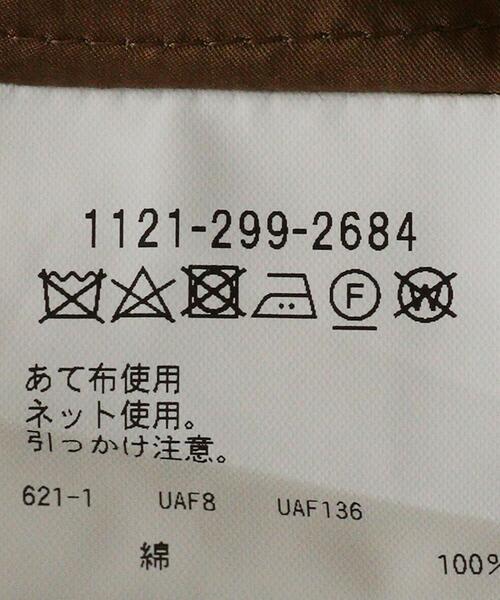 1121-299-2684
F W
あて布使用
ネット使用。
引っかけ注意。
621-1 UAF8 UAF136
綿 100%